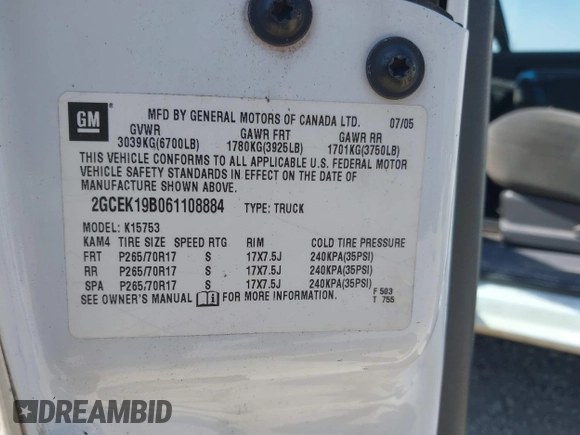 GM
MFD BY GENERAL MOTORS OF CANADA LTD. 07/05
GVWR GAWR FRT GAWR RR
3039KG(6700LB) 1780KG(3925LB) 1701KG(3750LB)
THIS VEHICLE CONFORMS TO ALL APPLICABLE U.S. FEDERAL MOTOR
VEHICLE SAFETY STANDARDS IN EFFECT ON THE DATE OF
MANUFACTURE SHOWN ABOVE.
2GCEK19B061108884 TYPE: TRUCK
MODEL: K15753
KAM4 TIRE SIZE SPEED RTG RIM COLD TIRE PRESSURE
FRT P265/70R17 S 17X7.5J 240KPA(35PSI)
RR P265/70R17 S 17X7.5J 240KPA(35PSI)
SPA P265/70R17 S 17X7.5J 240KPA(35PSI)
SEE OWNER'S MANUAL FOR MORE INFORMATION.
F 503
T 755
DREAMBID